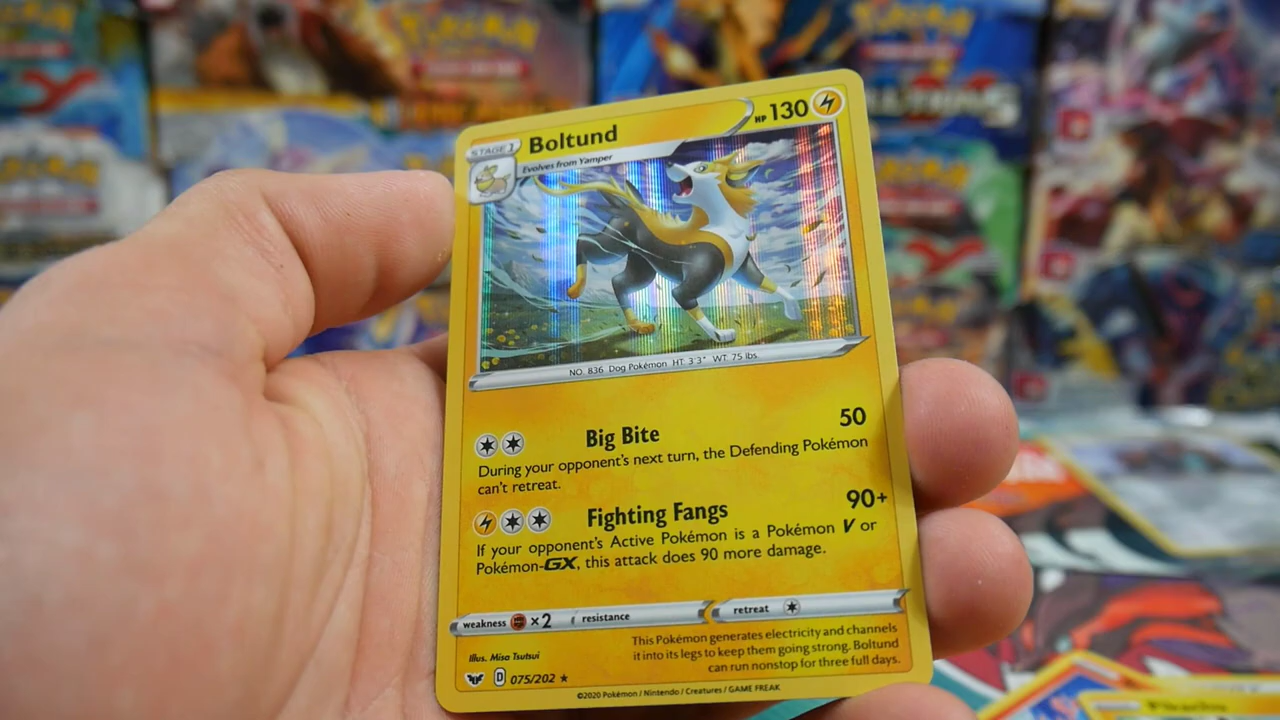 STAGE 1
Boltund
HP 130
Evolves from Yamper
NO. 836 Dog Pokémon HT: 3'3" WT: 75 lbs.
Big Bite 50
During your opponent's next turn, the Defending Pokémon
can't retreat.
Fighting Fangs 90+
If your opponent's Active Pokémon is a Pokémon V or
Pokémon-GX, this attack does 90 more damage.
weakness ×2 resistance retreat
This Pokémon generates electricity and channels
it into its legs to keep them going strong. Boltund
can run nonstop for three full days.
Illus. Misa Tsutsui
D 075/202 ★
©2020 Pokémon / Nintendo / Creatures / GAME FREAK
Pokémon
Pokémon
Pokémon